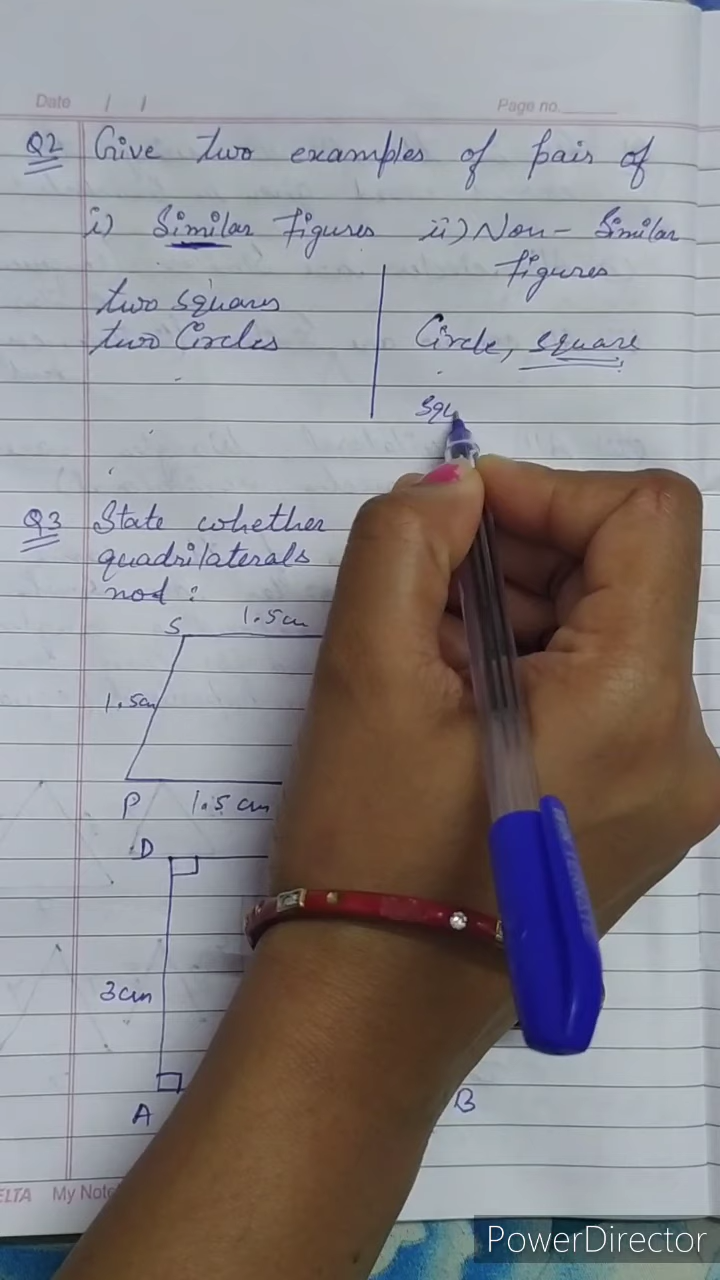 Date / /
Page no.
Q2 Give two examples of pair of
i) Similar figures ii) Non- Similar
figures
two squares
two Circles
Circle, square
squ
Q3 State whether
quadrilaterals
not :
S 1.5cm
1.5cm
P 1.5 cm
D
3cm
A B
ELTA My Note
PowerDirector